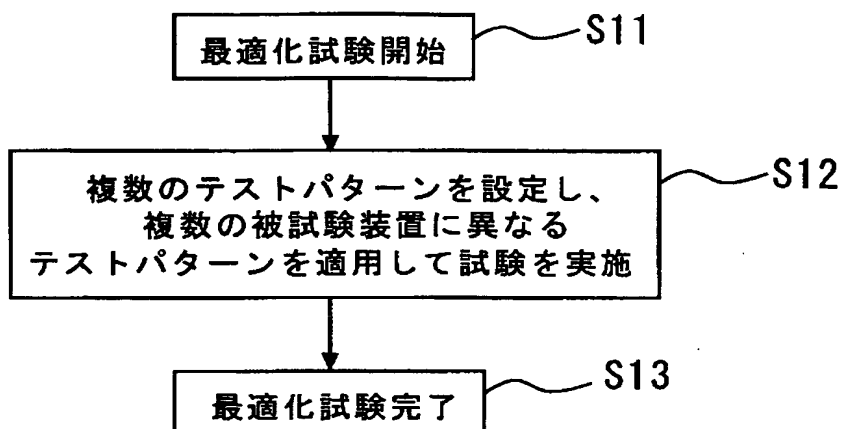 最適化試験開始
S11
複数のテストパターンを設定し、
複数の被試験装置に異なる
テストパターンを適用して試験を実施
S12
最適化試験完了
S13